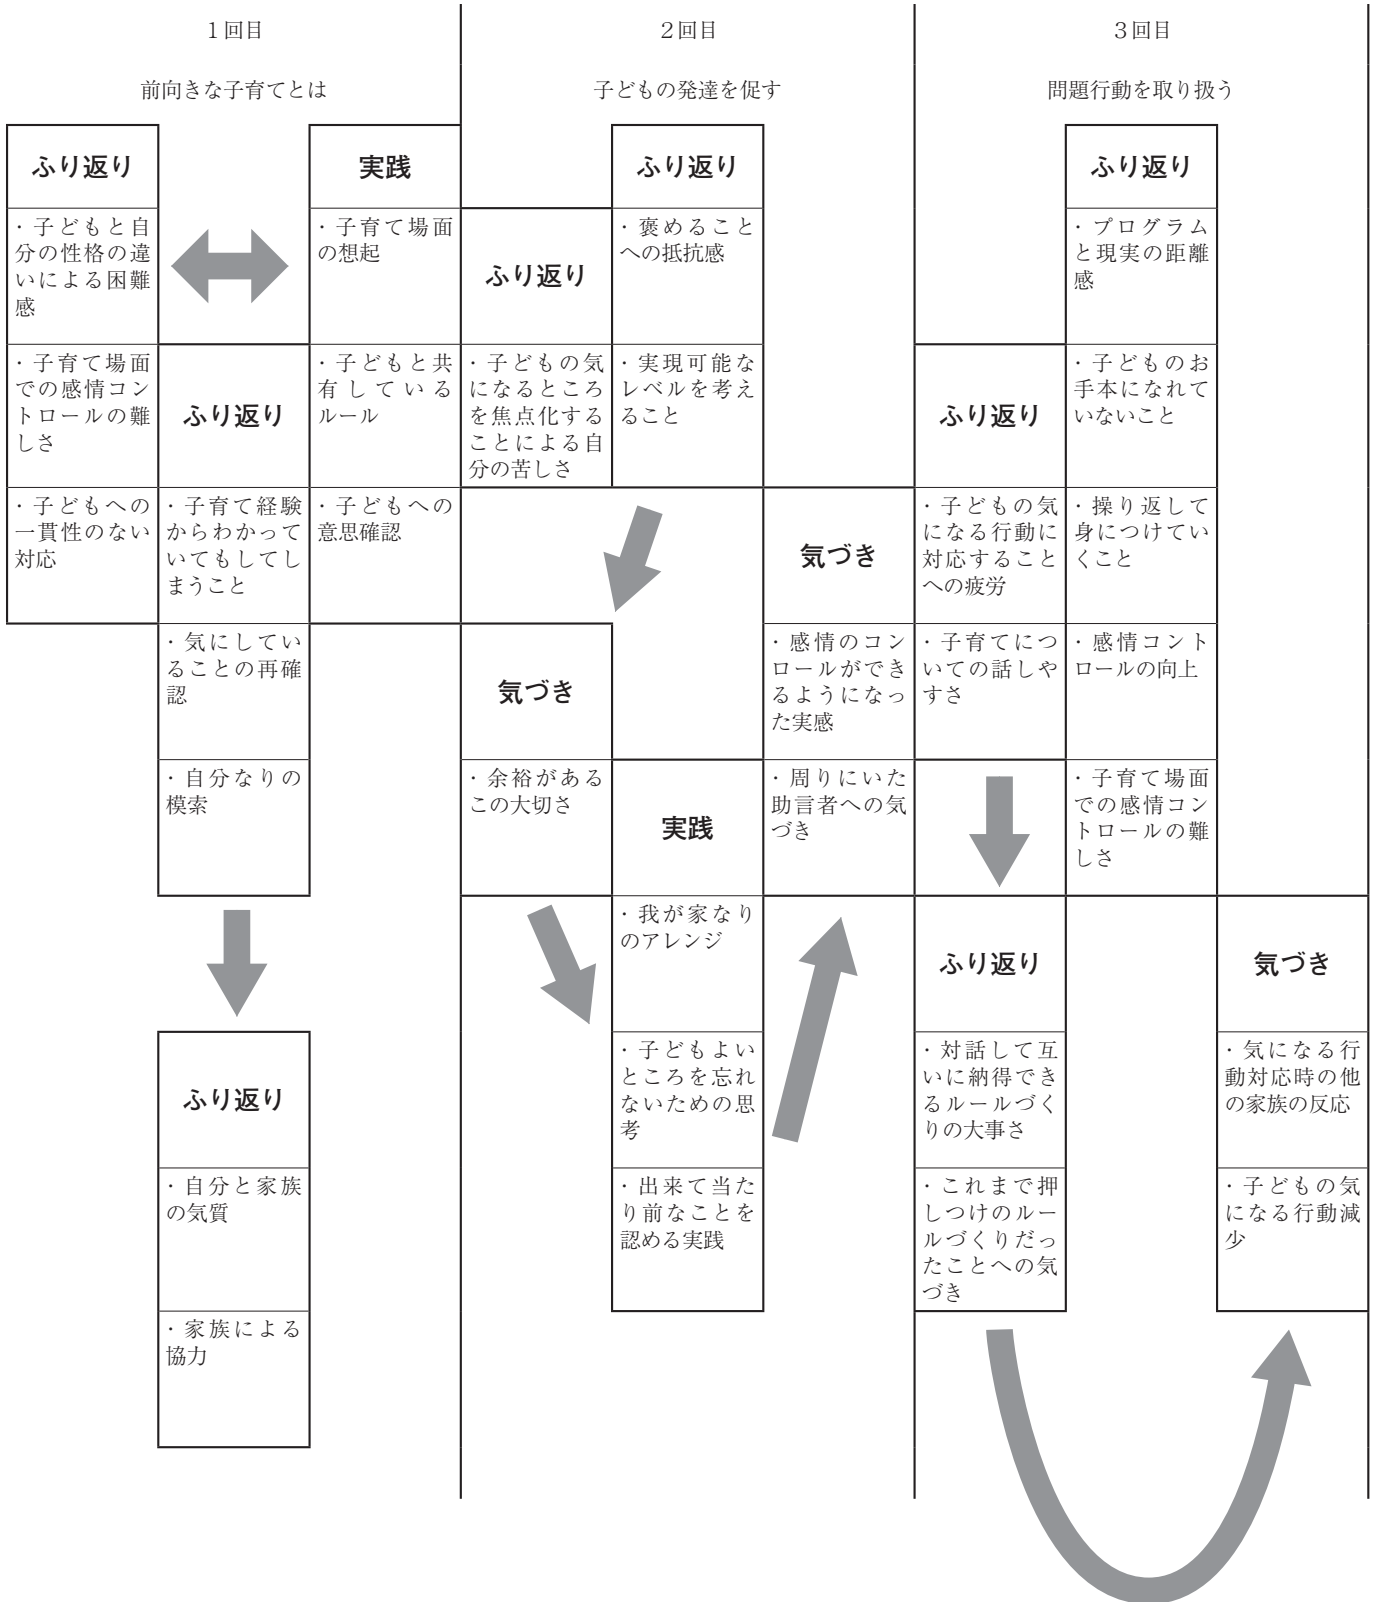 1回目
前向きな子育てとは
ふり返り
・子どもと自
分の性格の違
いによる困難
感
・子育て場面
での感情コン
トロールの難
しさ
・子どもへの
一貫性のない
対応
ふり返り
・子育て経験
からわかって
いてもしてし
まうこと
・気にしてい
ることの再確
認
・自分なりの
模索
ふり返り
・自分と家族
の気質
・家族による
協力
実践
・子育て場面
の想起
・子どもと共
有している
ルール
・子どもへの
意思確認
2回目
子どもの発達を促す
ふり返り
・子どもの気
になるところ
を焦点化する
ことによる自
分の苦しさ
ふり返り
・褒めること
への抵抗感
・実現可能な
レベルを考え
ること
気づき
・余裕がある
この大切さ
実践
・我が家なり
のアレンジ
・子どもよい
ところを忘れ
ないための思
考
・出来て当た
り前なことを
認める実践
気づき
・感情のコン
ロールができ
るようになっ
た実感
・周りにいた
助言者への気
づき
3回目
問題行動を取り扱う
ふり返り
・子どもの気
になる行動に
対応すること
への疲労
・子育てにつ
いての話しや
すさ
ふり返り
・プログラム
と現実の距離
感
・子どものお
手本になれて
いないこと
・操り返して
身につけてい
くこと
・感情コント
ロールの向上
・子育て場面
での感情コン
トロールの難
しさ
ふり返り
・対話して互
いに納得でき
るルールづく
りの大事さ
・これまで押
しつけのルー
ルづくりだっ
たことへの気
づき
気づき
・気になる行
動対応時の他
の家族の反応
・子どもの気
になる行動減
少